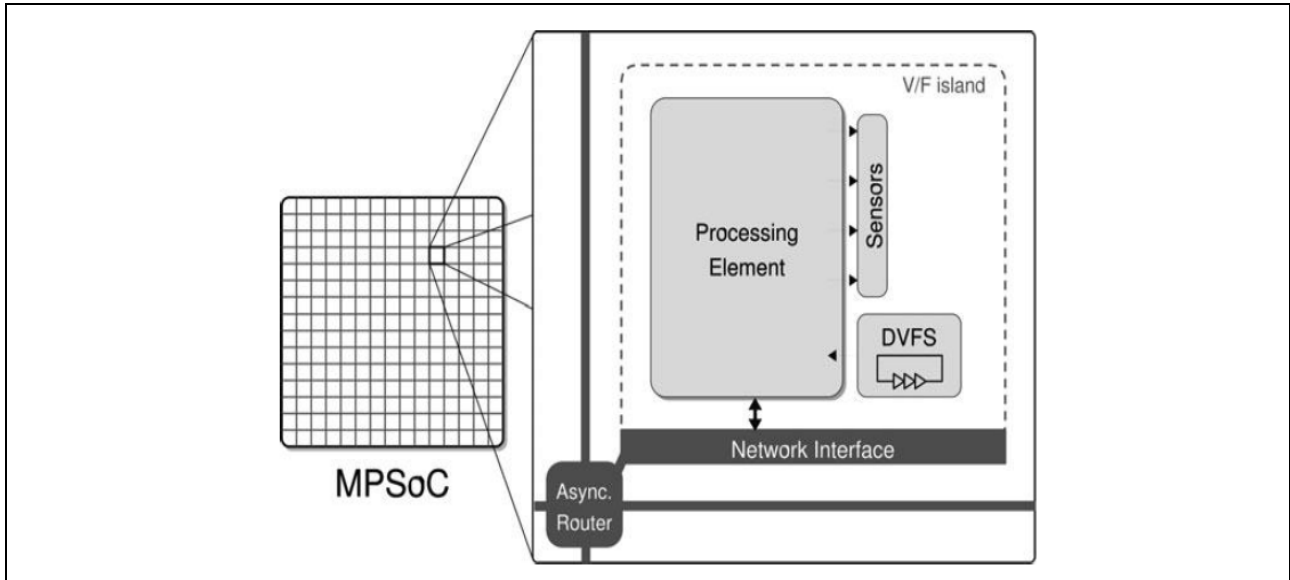 V/F island
Processing
Element
Sensors
DVFS
Network Interface
MPSoC
Async.
Router